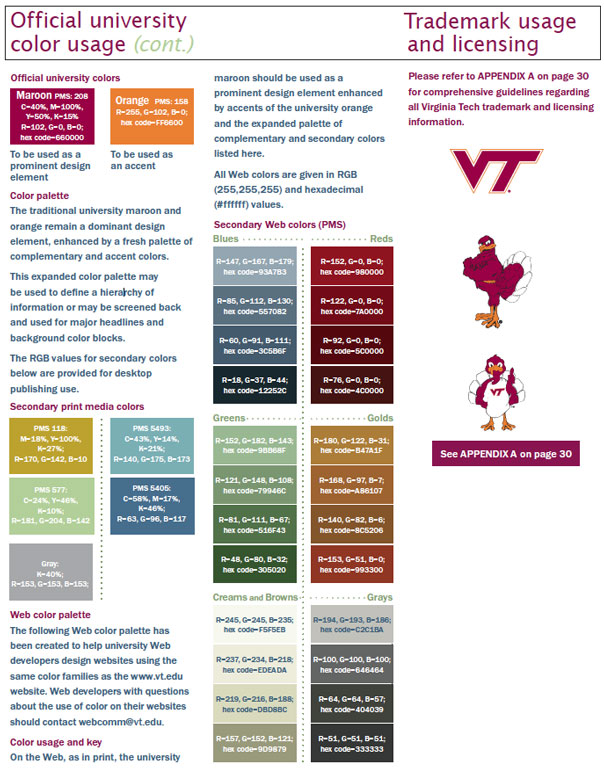 Official university
color usage (cont.)
Trademark usage
and licensing
Official university colors
Maroon PMS: 208
C=40%, M=100%,
Y=50%, K=15%
R=102, G=0, B=0;
hex code=660000
Orange PMS: 158
R=255, G=102, B=0;
hex code=FF6600
To be used as a
prominent design
element
To be used as
an accent
Color palette
The traditional university maroon and
orange remain a dominant design
element, enhanced by a fresh palette of
complementary and accent colors.
This expanded color palette may
be used to define a hierarchy of
information or may be screened back
and used for major headlines and
background color blocks.
The RGB values for secondary colors
below are provided for desktop
publishing use.
Secondary print media colors
PMS 118:
M=18%, Y=100%,
K=27%;
R=170, G=142, B=10
PMS 5493:
C=43%, Y=14%,
K=21%;
R=140, G=175, B=173
PMS 577:
C=24%, Y=46%,
K=10%;
R=181, G=204, B=142
PMS 5405:
C=58%, M=17%,
K=46%;
R=63, G=96, B=117
Gray:
K=40%;
R=153, G=153, B=153;
Web color palette
The following Web color palette has
been created to help university Web
developers design websites using the
same color families as the www.vt.edu
website. Web developers with questions
about the use of color on their websites
should contact webcomm@vt.edu.
Color usage and key
On the Web, as in print, the university
maroon should be used as a
prominent design element enhanced
by accents of the university orange
and the expanded palette of
complementary and secondary colors
listed here.
All Web colors are given in RGB
(255,255,255) and hexadecimal
(#ffffff) values.
Secondary Web colors (PMS)
Blues
R=147, G=167, B=179;
hex code=93A7B3
R=85, G=112, B=130;
hex code=557082
R=60, G=91, B=111;
hex code=3C5B6F
R=18, G=37, B=44;
hex code=12252C
Reds
R=152, G=0, B=0;
hex code=980000
R=122, G=0, B=0;
hex code=7A0000
R=92, G=0, B=0;
hex code=5C0000
R=76, G=0, B=0;
hex code=4C0000
Greens
R=152, G=182, B=143;
hex code=9BB68F
R=121, G=148, B=108;
hex code=79946C
R=81, G=111, B=67;
hex code=516F43
R=48, G=80, B=32;
hex code=305020
Golds
R=180, G=122, B=31;
hex code=B47A1F
R=168, G=97, B=7;
hex code=A86107
R=140, G=82, B=6;
hex code=8C5206
R=153, G=51, B=0;
hex code=993300
Creams and Browns
R=245, G=245, B=235;
hex code=F5F5EB
R=237, G=234, B=218;
hex code=EDEADA
R=219, G=216, B=188;
hex code=DBD8BC
R=157, G=152, B=121;
hex code=9D9879
Grays
R=194, G=193, B=186;
hex code=C2C1BA
R=100, G=100, B=100;
hex code=646464
R=64, G=64, B=57;
hex code=404039
R=51, G=51, B=51;
hex code=333333
Please refer to APPENDIX A on page 30
for comprehensive guidelines regarding
all Virginia Tech trademark and licensing
information.
VT
See APPENDIX A on page 30